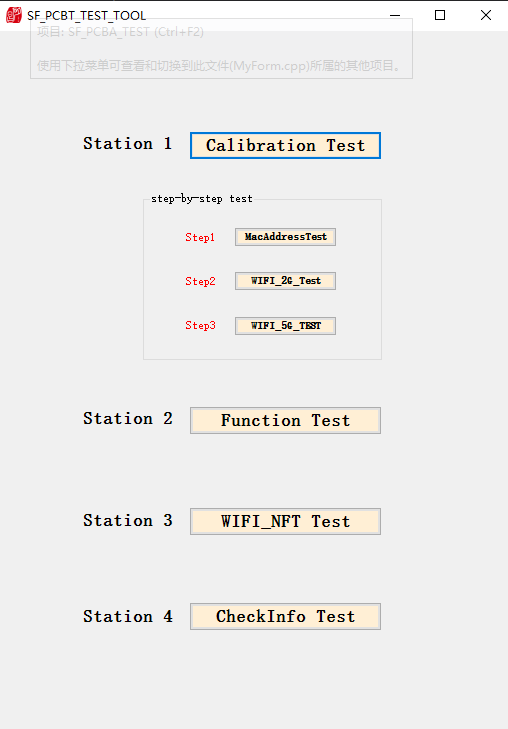 SF_PCBT_TEST_TOOL
项目: SF_PCBA_TEST (Ctrl+F2)
使用下拉菜单可查看和切换到此文件(MyForm.cpp)所属的其他项目。
Station 1 Calibration Test
step-by-step test
Step1 MacAddressTest
Step2 WIFI_2G_Test
Step3 WIFI_5G_TEST
Station 2 Function Test
Station 3 WIFI_NFT Test
Station 4 CheckInfo Test